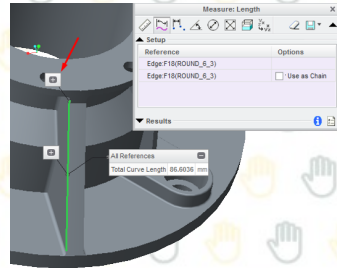 Measure: Length
Setup
Reference Options
Edge:F18(ROUND_6_3)
Edge:F18(ROUND_6_3) Use as Chain
Results
All References
Total Curve Length 86.6036 mm